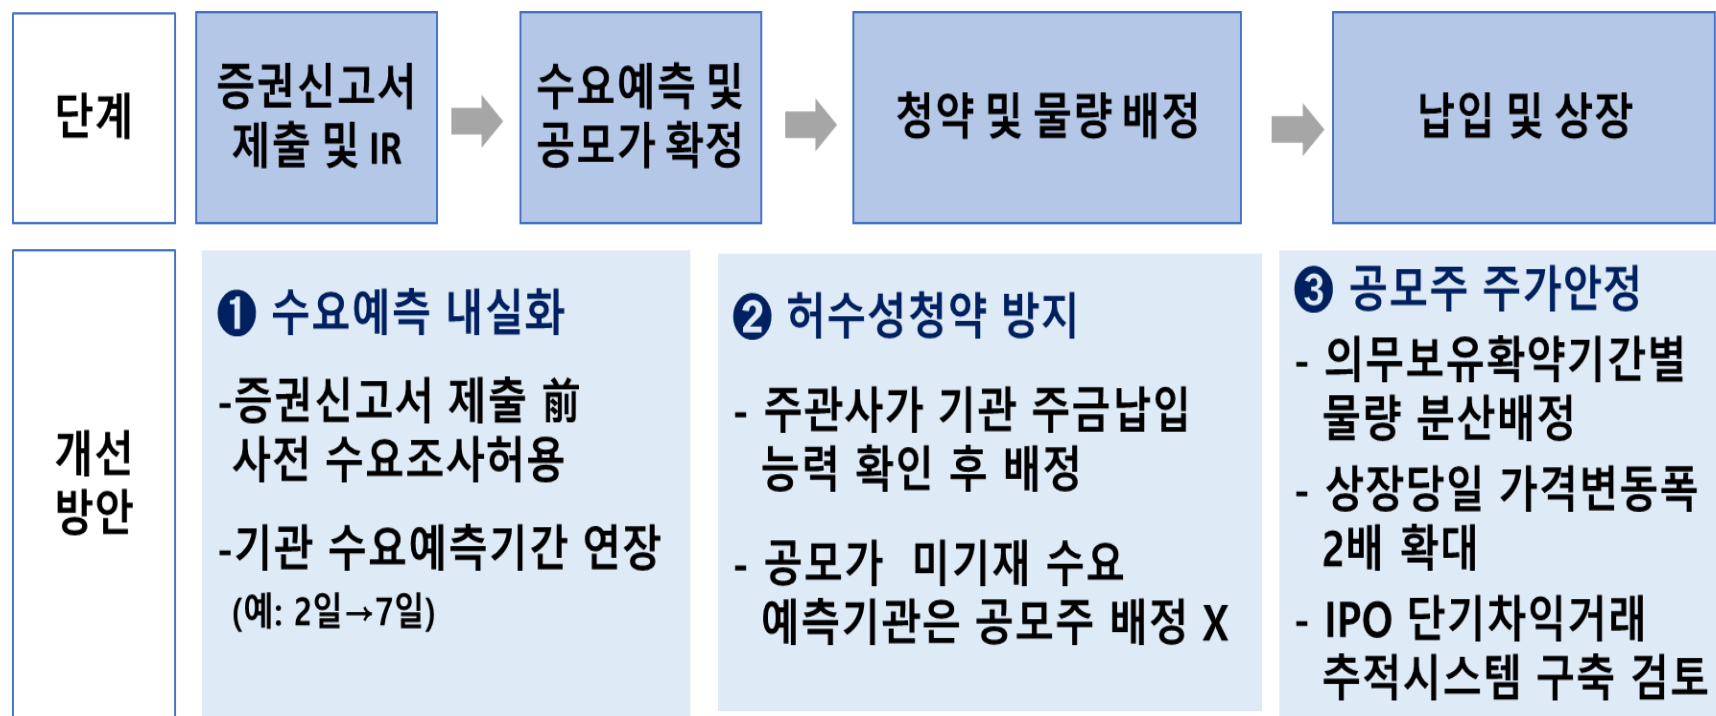 단계
증권신고서
제출 및 IR
수요예측 및
공모가 확정
청약 및 물량 배정
납입 및 상장
개선
방안
❶ 수요예측 내실화
-증권신고서 제출 前
사전 수요조사허용
-기관 수요예측기간 연장
(예: 2일→7일)
❷ 허수성청약 방지
- 주관사가 기관 주금납입
능력 확인 후 배정
- 공모가 미기재 수요
예측기관은 공모주 배정 X
❸ 공모주 주가안정
- 의무보유확약기간별
물량 분산배정
- 상장당일 가격변동폭
2배 확대
- IPO 단기차익거래
추적시스템 구축 검토